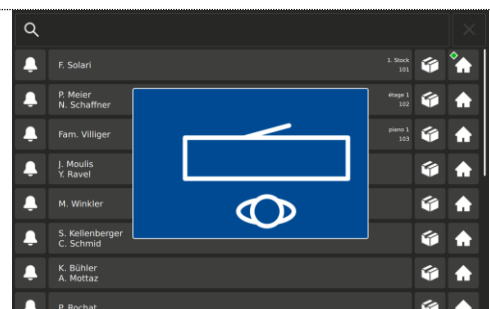 F. Solari
1. Stock
101
P. Meier
N. Schaffner
étage 1
102
Fam. Villiger
piano 1
103
J. Moulis
Y. Ravel
M. Winkler
S. Kellenberger
C. Schmid
K. Bühler
A. Mottaz
P. Rochat